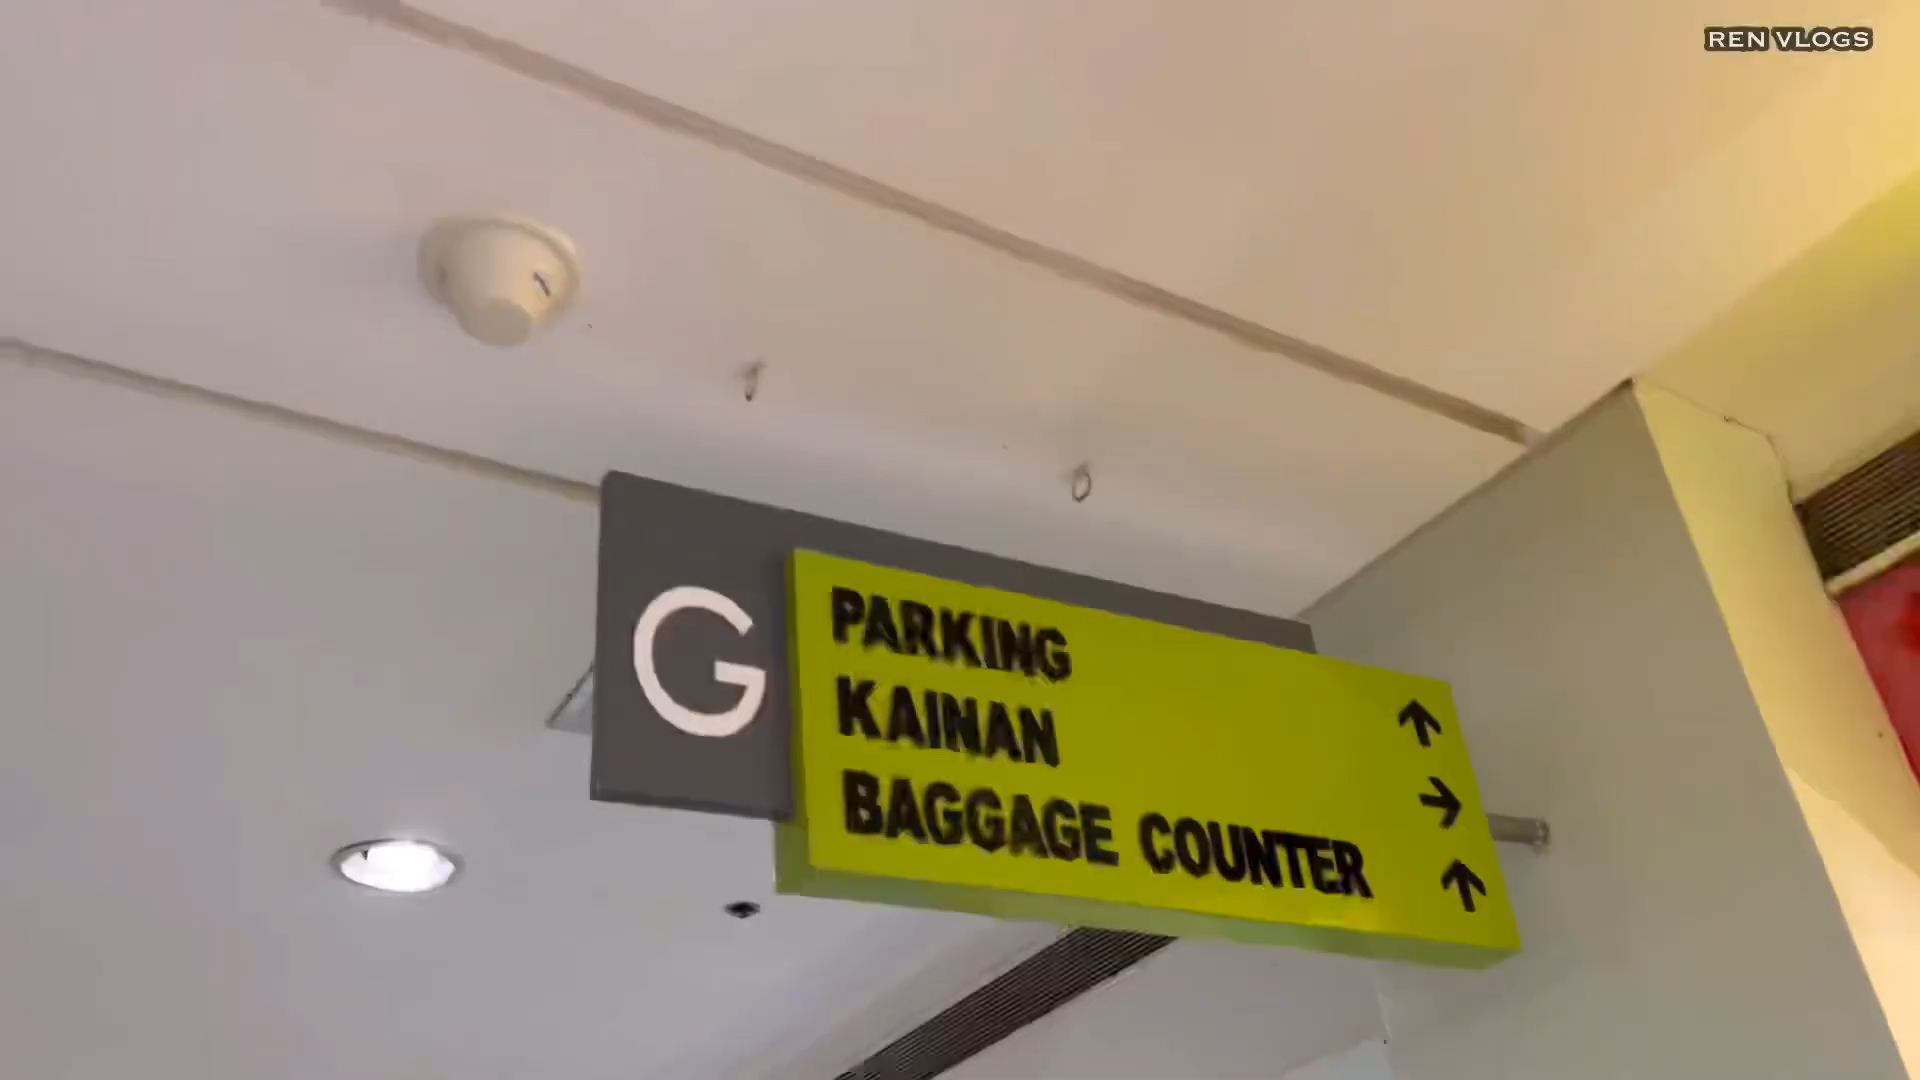 REN VLOGS
G
PARKING
KAINAN
BAGGAGE COUNTER